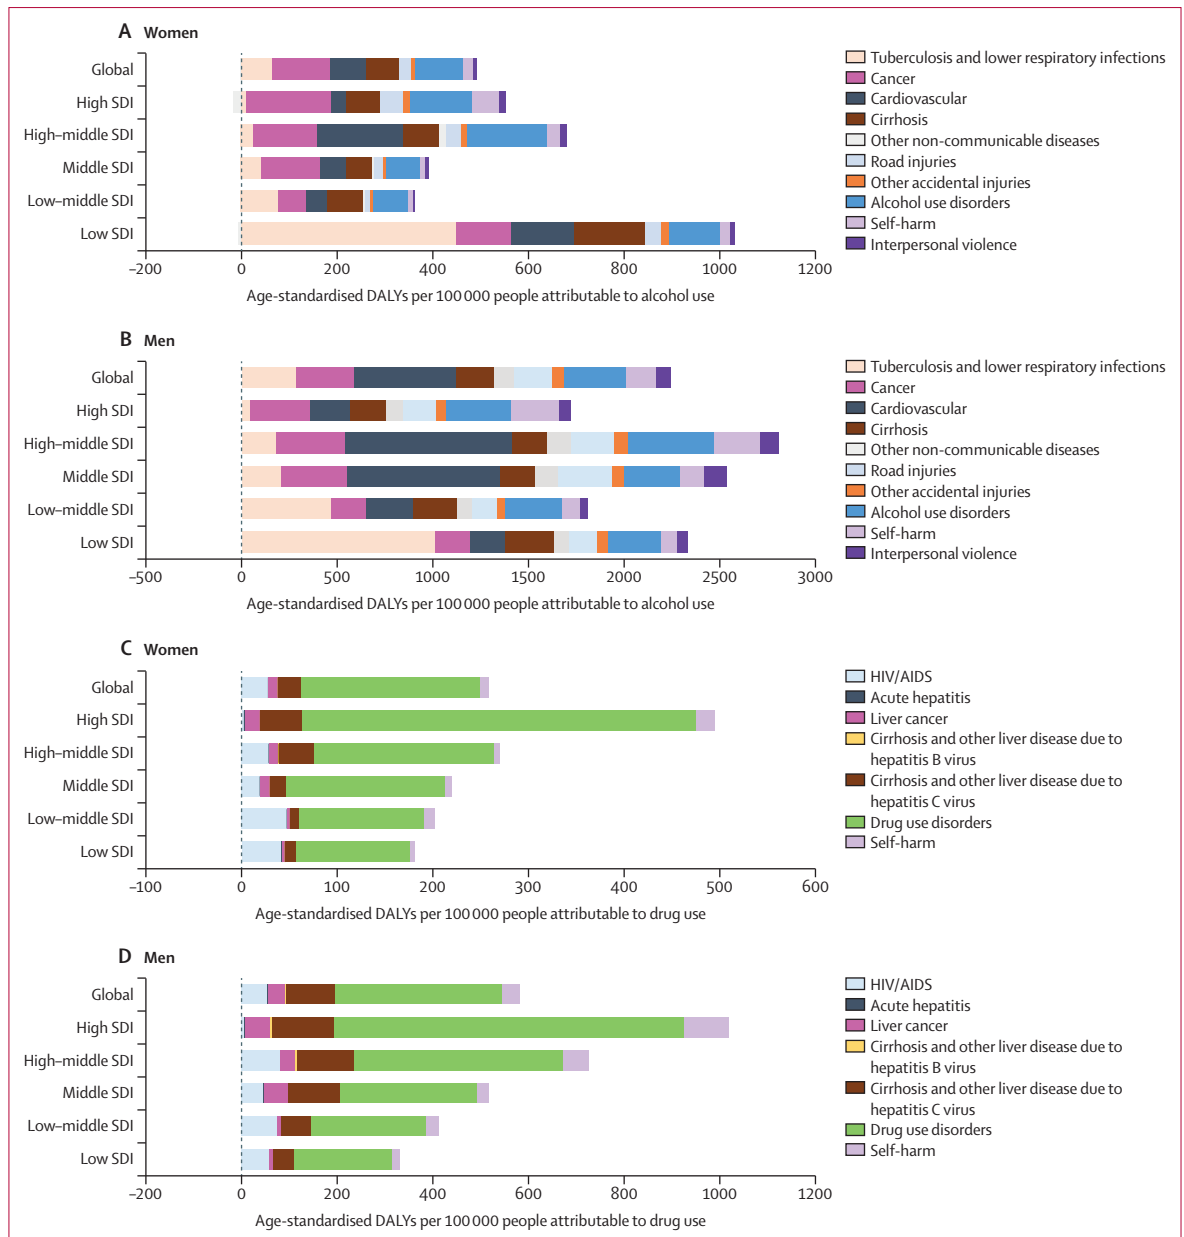 A Women
Global
High SDI
High–middle SDI
Middle SDI
Low–middle SDI
Low SDI
–200 0 200 400 600 800 1000 1200
Age-standardised DALYs per 100 000 people attributable to alcohol use
Tuberculosis and lower respiratory infections
Cancer
Cardiovascular
Cirrhosis
Other non-communicable diseases
Road injuries
Other accidental injuries
Alcohol use disorders
Self-harm
Interpersonal violence
B Men
Global
High SDI
High–middle SDI
Middle SDI
Low–middle SDI
Low SDI
–500 0 500 1000 1500 2000 2500 3000
Age-standardised DALYs per 100 000 people attributable to alcohol use
Tuberculosis and lower respiratory infections
Cancer
Cardiovascular
Cirrhosis
Other non-communicable diseases
Road injuries
Other accidental injuries
Alcohol use disorders
Self-harm
Interpersonal violence
C Women
Global
High SDI
High–middle SDI
Middle SDI
Low–middle SDI
Low SDI
–100 0 100 200 300 400 500 600
Age-standardised DALYs per 100 000 people attributable to drug use
HIV/AIDS
Acute hepatitis
Liver cancer
Cirrhosis and other liver disease due to
hepatitis B virus
Cirrhosis and other liver disease due to
hepatitis C virus
Drug use disorders
Self-harm
D Men
Global
High SDI
High–middle SDI
Middle SDI
Low–middle SDI
Low SDI
–200 0 200 400 600 800 1000 1200
Age-standardised DALYs per 100 000 people attributable to drug use
HIV/AIDS
Acute hepatitis
Liver cancer
Cirrhosis and other liver disease due to
hepatitis B virus
Cirrhosis and other liver disease due to
hepatitis C virus
Drug use disorders
Self-harm